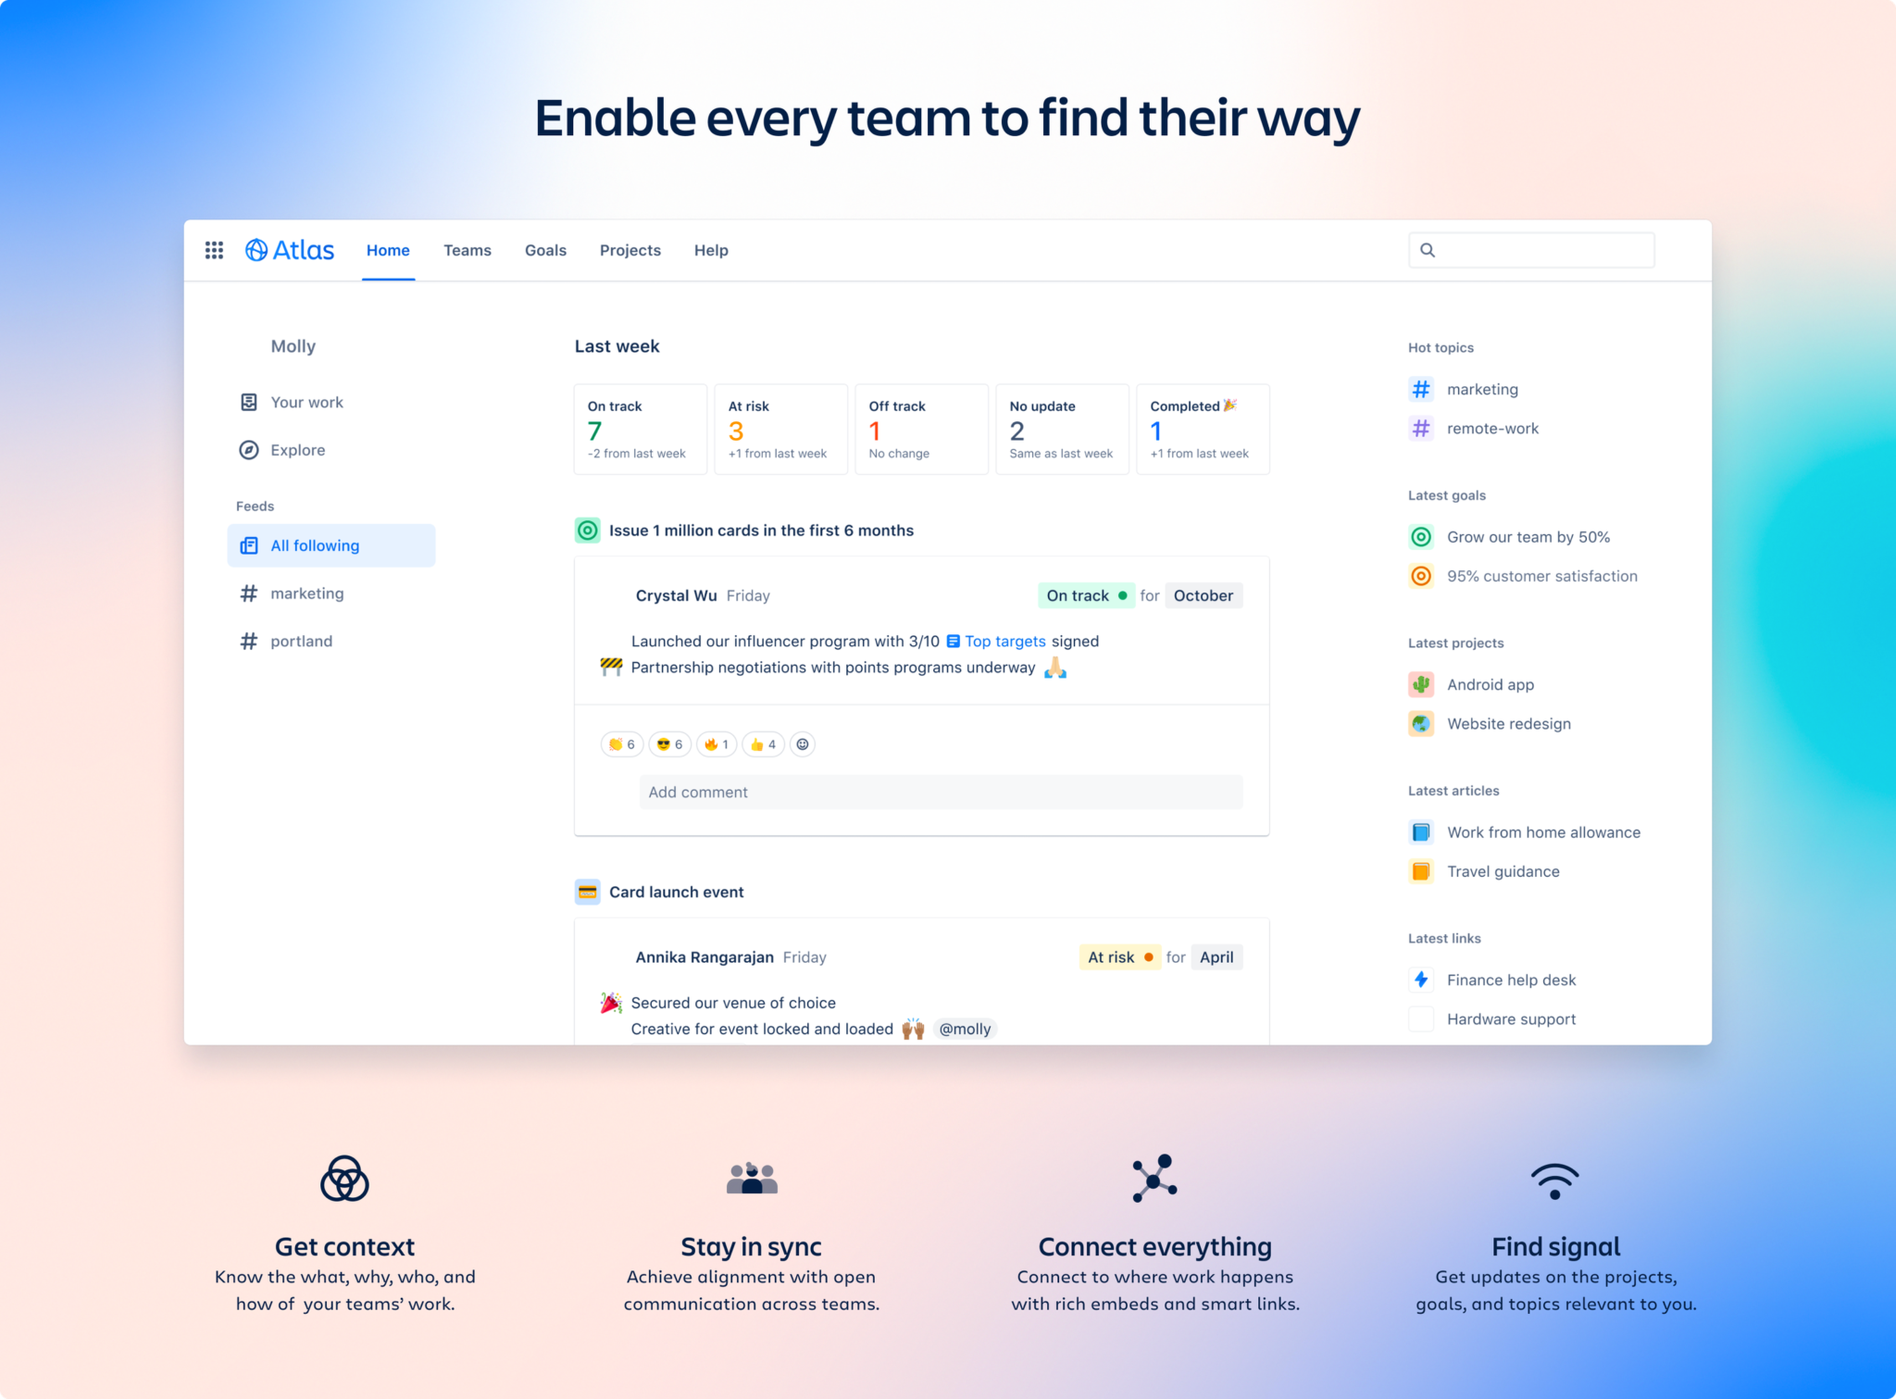 Enable every team to find their way
Atlas
Home
Teams
Goals
Projects
Help
Molly
Your work
Explore
Feeds
All following
marketing
portland
Last week
On track
7
-2 from last week
At risk
3
+1 from last week
Off track
1
No change
No update
2
Same as last week
Completed 🎉
1
+1 from last week
Issue 1 million cards in the first 6 months
Crystal Wu Friday
On track for October
Launched our influencer program with 3/10 Top targets signed
🚧 Partnership negotiations with points programs underway 🙏🏼
👏 6 😎 6 🔥 1 👍 4
Add comment
Card launch event
Annika Rangarajan Friday
At risk for April
🎉 Secured our venue of choice
Creative for event locked and loaded 🙌🏽 @molly
Hot topics
# marketing
# remote-work
Latest goals
Grow our team by 50%
95% customer satisfaction
Latest projects
Android app
Website redesign
Latest articles
Work from home allowance
Travel guidance
Latest links
Finance help desk
Hardware support
Get context
Know the what, why, who, and
how of your teams’ work.
Stay in sync
Achieve alignment with open
communication across teams.
Connect everything
Connect to where work happens
with rich embeds and smart links.
Find signal
Get updates on the projects,
goals, and topics relevant to you.